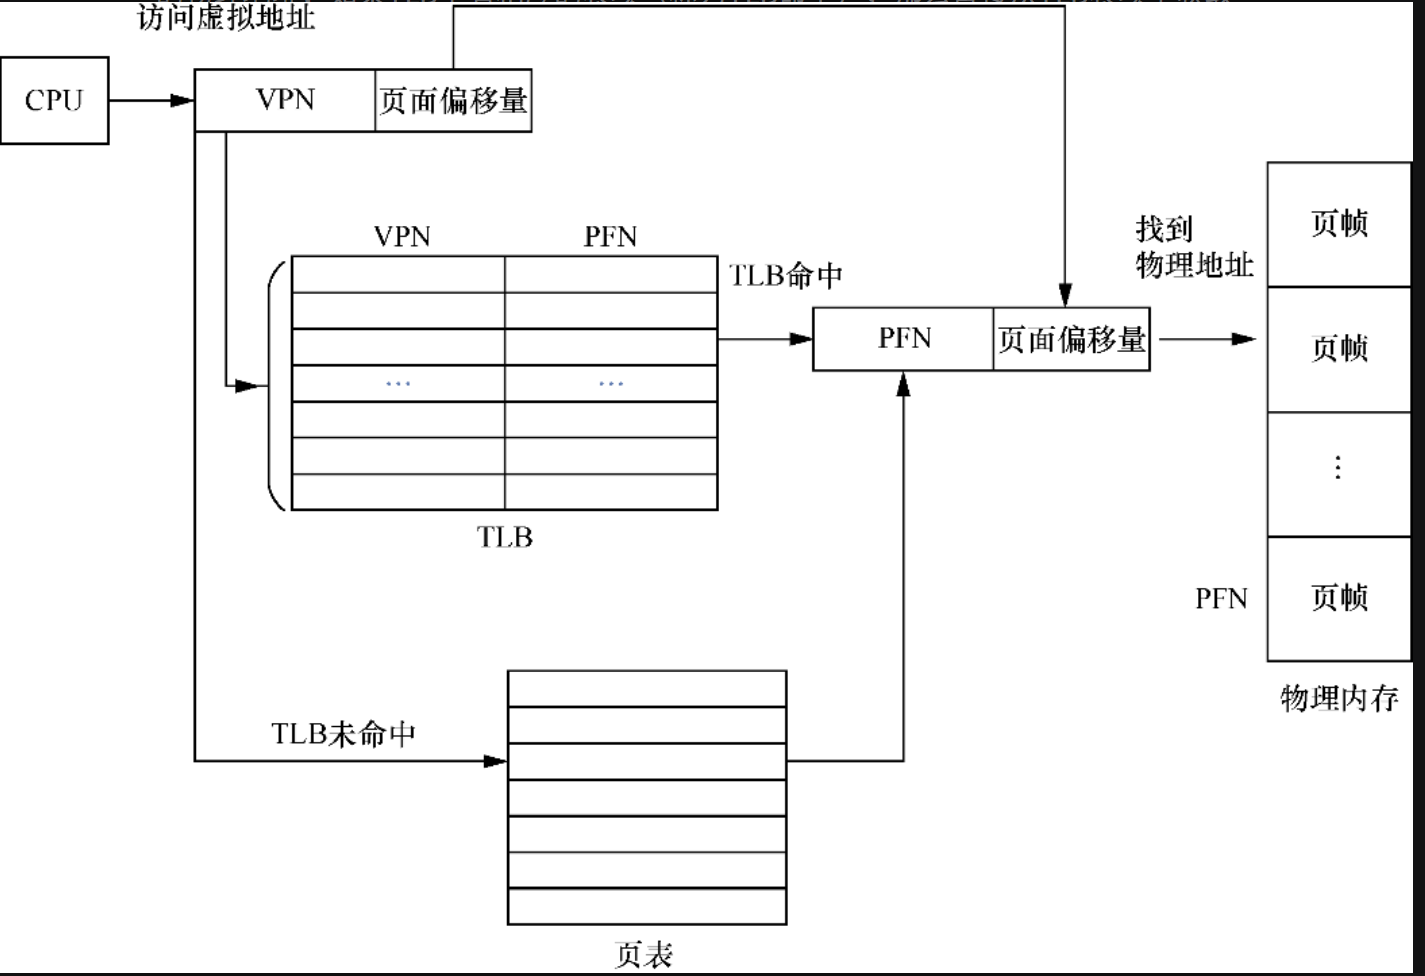 访问虚拟地址
CPU
VPN
页面偏移量
VPN
PFN
…
…
TLB
TLB命中
PFN
页面偏移量
找到
物理地址
页帧
页帧
⋮
PFN
页帧
物理内存
TLB未命中
页表